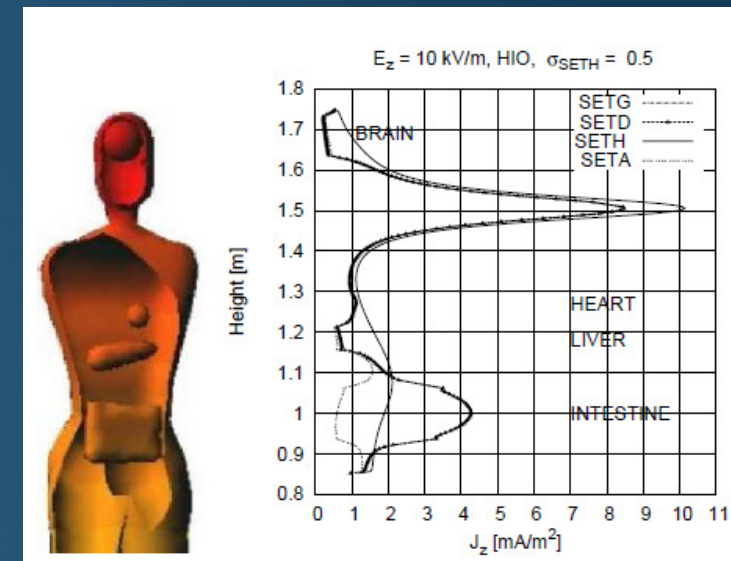 E_z = 10 kV/m, HIO, σ_SETH = 0.5
1.8
1.7
1.6
1.5
1.4
1.3
1.2
1.1
1
0.9
0.8
Height [m]
SETG
SETD
SETH
SETA
BRAIN
HEART
LIVER
INTESTINE
0 1 2 3 4 5 6 7 8 9 10 11
J_z [mA/m²]